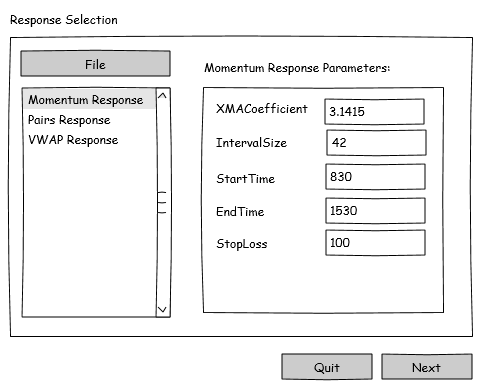 Response Selection
File
Momentum Response
Pairs Response
VWAP Response
Momentum Response Parameters:
XMACoefficient 3.1415
IntervalSize 42
StartTime 830
EndTime 1530
StopLoss 100
Quit Next